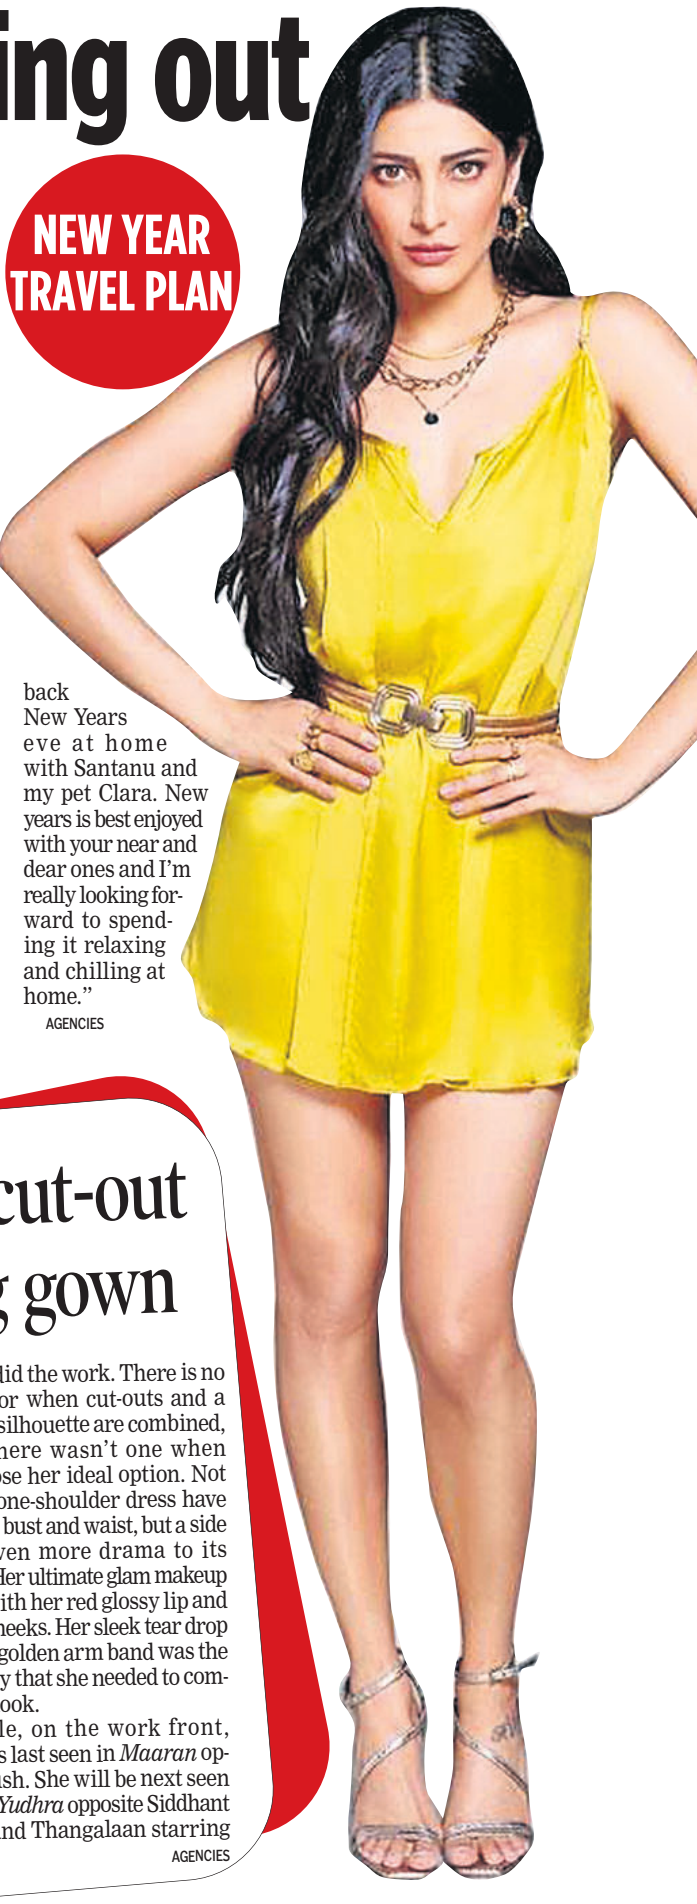 ing out
NEW YEAR
TRAVEL PLAN
back
New Years
eve at home
with Santanu and
my pet Clara. New
years is best enjoyed
with your near and
dear ones and I’m
really looking for-
ward to spend-
ing it relaxing
and chilling at
home.”
AGENCIES
cut-out
gown
did the work. There is no
or when cut-outs and a
silhouette are combined,
here wasn’t one when
ose her ideal option. Not
one-shoulder dress have
bust and waist, but a side
ven more drama to its
Her ultimate glam makeup
ith her red glossy lip and
heeks. Her sleek tear drop
golden arm band was the
y that she needed to com-
ook.
le, on the work front,
s last seen in Maaran op-
ush. She will be next seen
Yudhra opposite Siddhant
and Thangalaan starring
AGENCIES